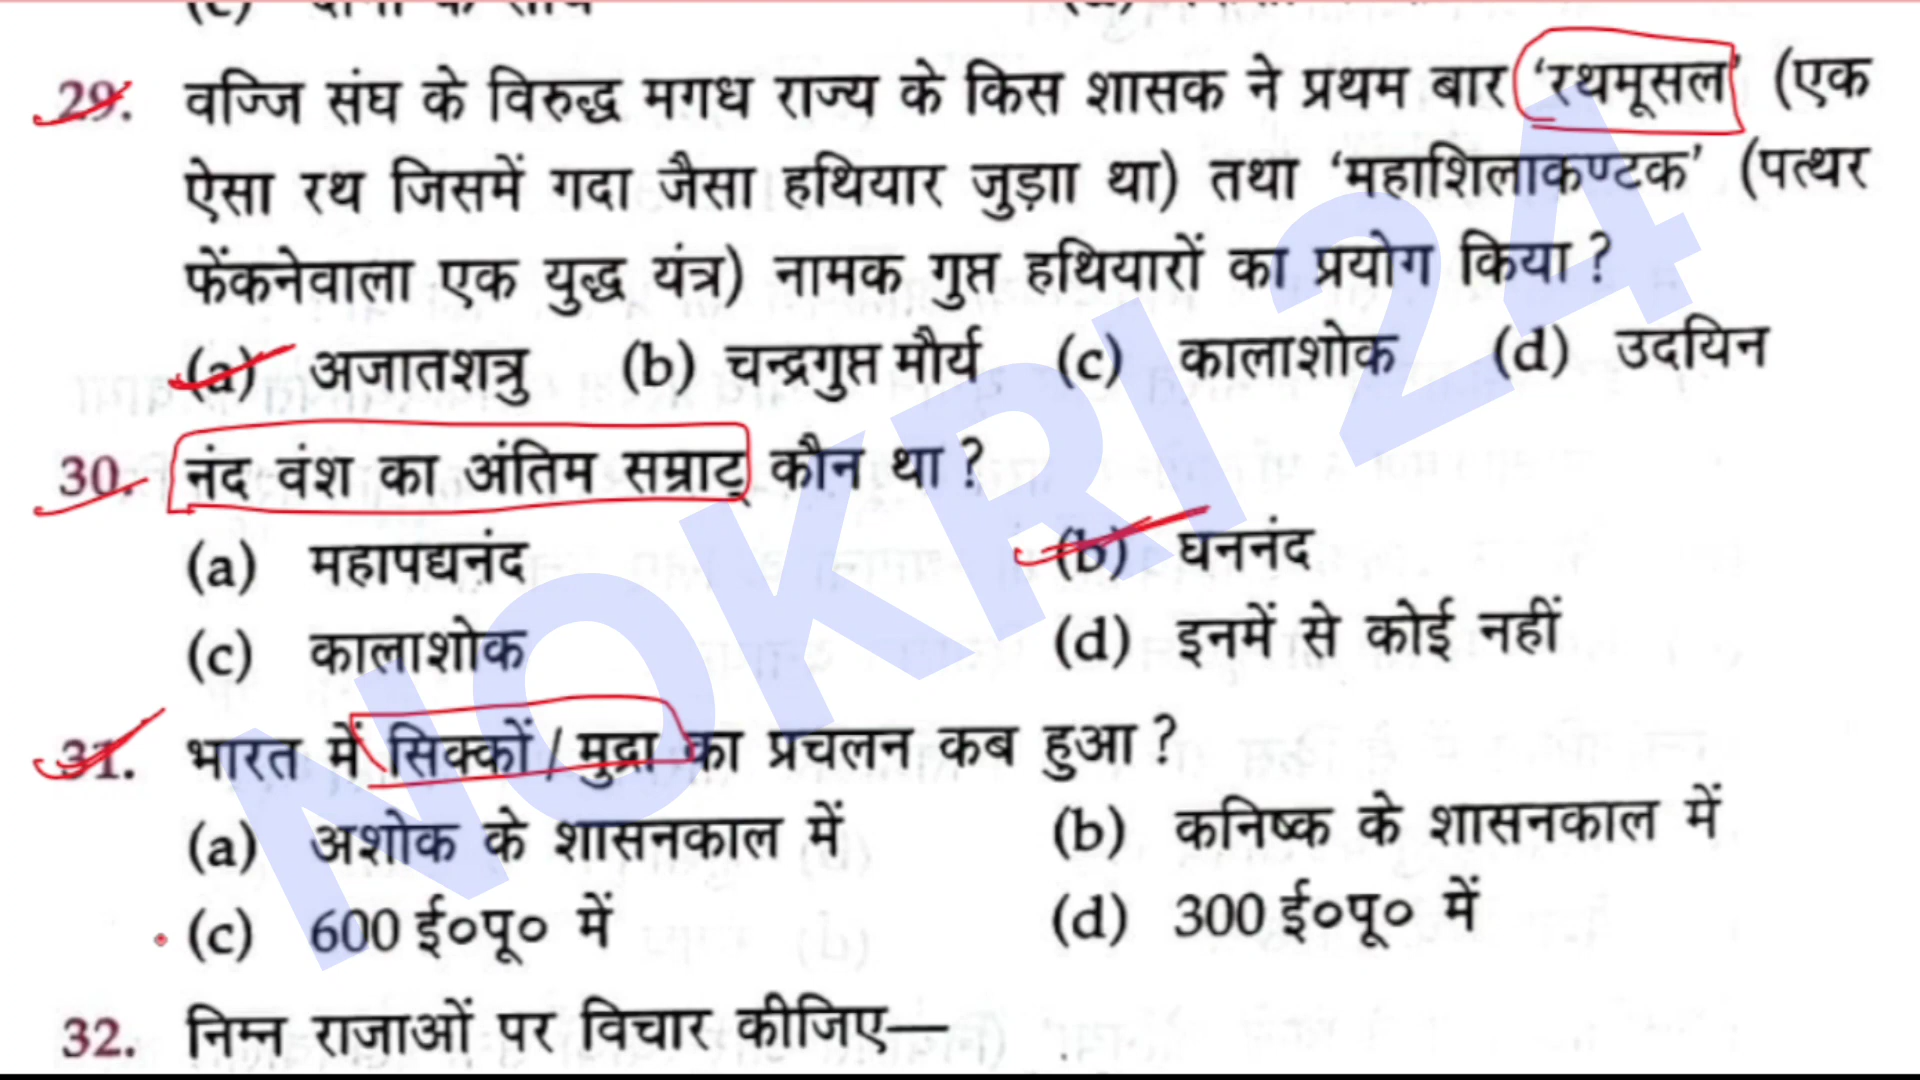 29. वज्जि संघ के विरुद्ध मगध राज्य के किस शासक ने प्रथम बार ‘रथमूसल’ (एक
ऐसा रथ जिसमें गदा जैसा हथियार जुड़ाा था) तथा ‘महाशिलाकण्टक’ (पत्थर
फेंकनेवाला एक युद्ध यंत्र) नामक गुप्त हथियारों का प्रयोग किया ?
(a) अजातशत्रु (b) चन्द्रगुप्त मौर्य (c) कालाशोक (d) उदयिन
30. नंद वंश का अंतिम सम्राट् कौन था ?
(a) महापद्यनंद (b) घननंद
(c) कालाशोक (d) इनमें से कोई नहीं
31. भारत में सिक्कों / मुद्रा का प्रचलन कब हुआ ?
(a) अशोक के शासनकाल में (b) कनिष्क के शासनकाल में
(c) 600 ई०पू० में (d) 300 ई०पू० में
32. निम्न राजाओं पर विचार कीजिए—
NOKRI 24